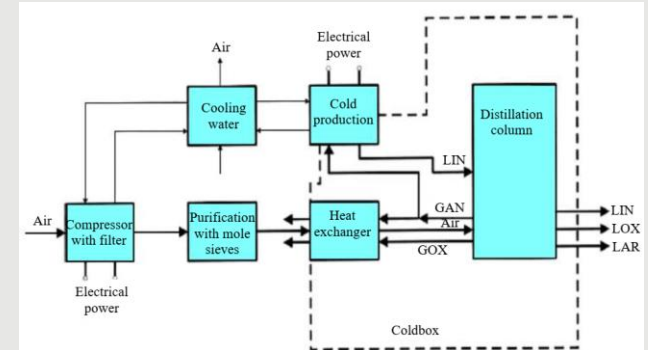 Air
Electrical
power
Cooling
water
Cold
production
Distillation
column
LIN
Air
Compressor
with filter
Purification
with mole
sieves
Heat
exchanger
GAN
Air
GOX
LIN
LOX
LAR
Electrical
power
Coldbox